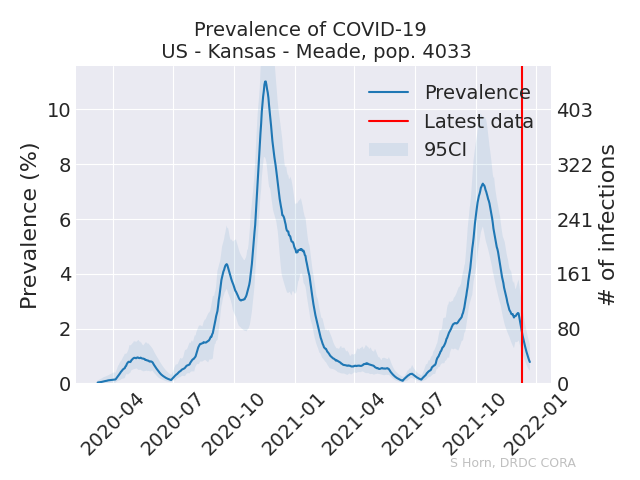 Prevalence of COVID-19
US - Kansas - Meade, pop. 4033
Prevalence (%)
10
8
6
4
2
0
Prevalence
Latest data
95CI
403
322
241
161
80
0
# of infections
2020-04
2020-07
2020-10
2021-01
2021-04
2021-07
2021-10
2022-01
S Horn, DRDC CORA